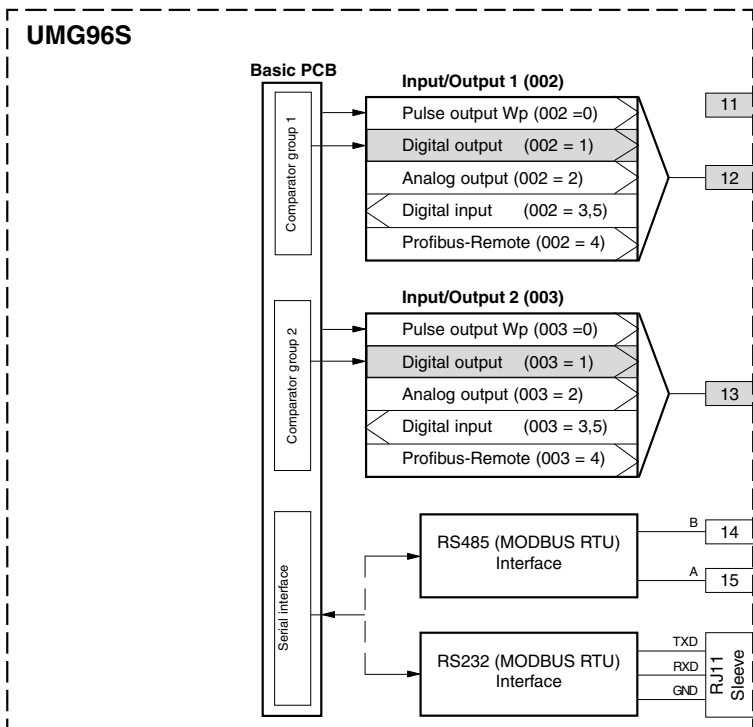 UMG96S
Basic PCB
Comparator group 1
Comparator group 2
Serial interface
Input/Output 1 (002)
Pulse output Wp (002 =0)
Digital output (002 = 1)
Analog output (002 = 2)
Digital input (002 = 3,5)
Profibus-Remote (002 = 4)
11
12
Input/Output 2 (003)
Pulse output Wp (003 =0)
Digital output (003 = 1)
Analog output (003 = 2)
Digital input (003 = 3,5)
Profibus-Remote (003 = 4)
13
RS485 (MODBUS RTU)
Interface
B
14
A
15
RS232 (MODBUS RTU)
Interface
TXD
RXD
GND
RJ11
Sleeve